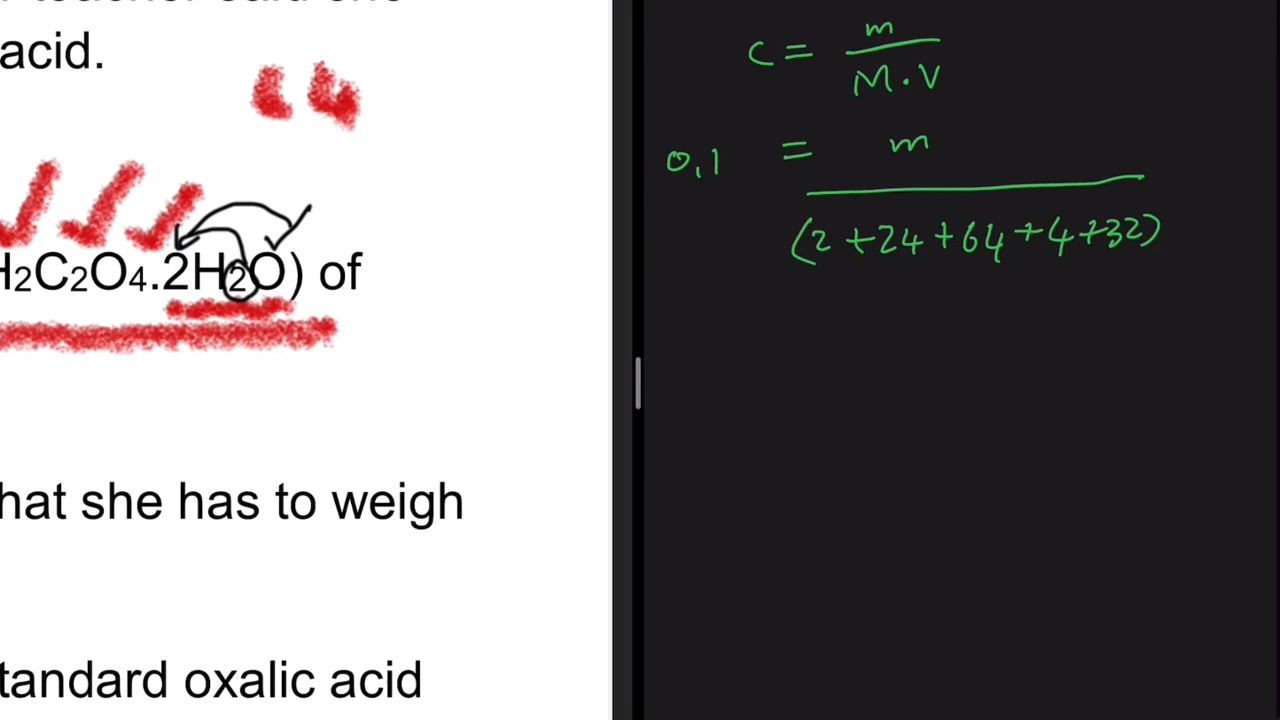 acid.
64
H2C2O4.2H2O) of
hat she has to weigh
tandard oxalic acid
c = m / M · V
0,1 = m / (2+24+64+4+32)